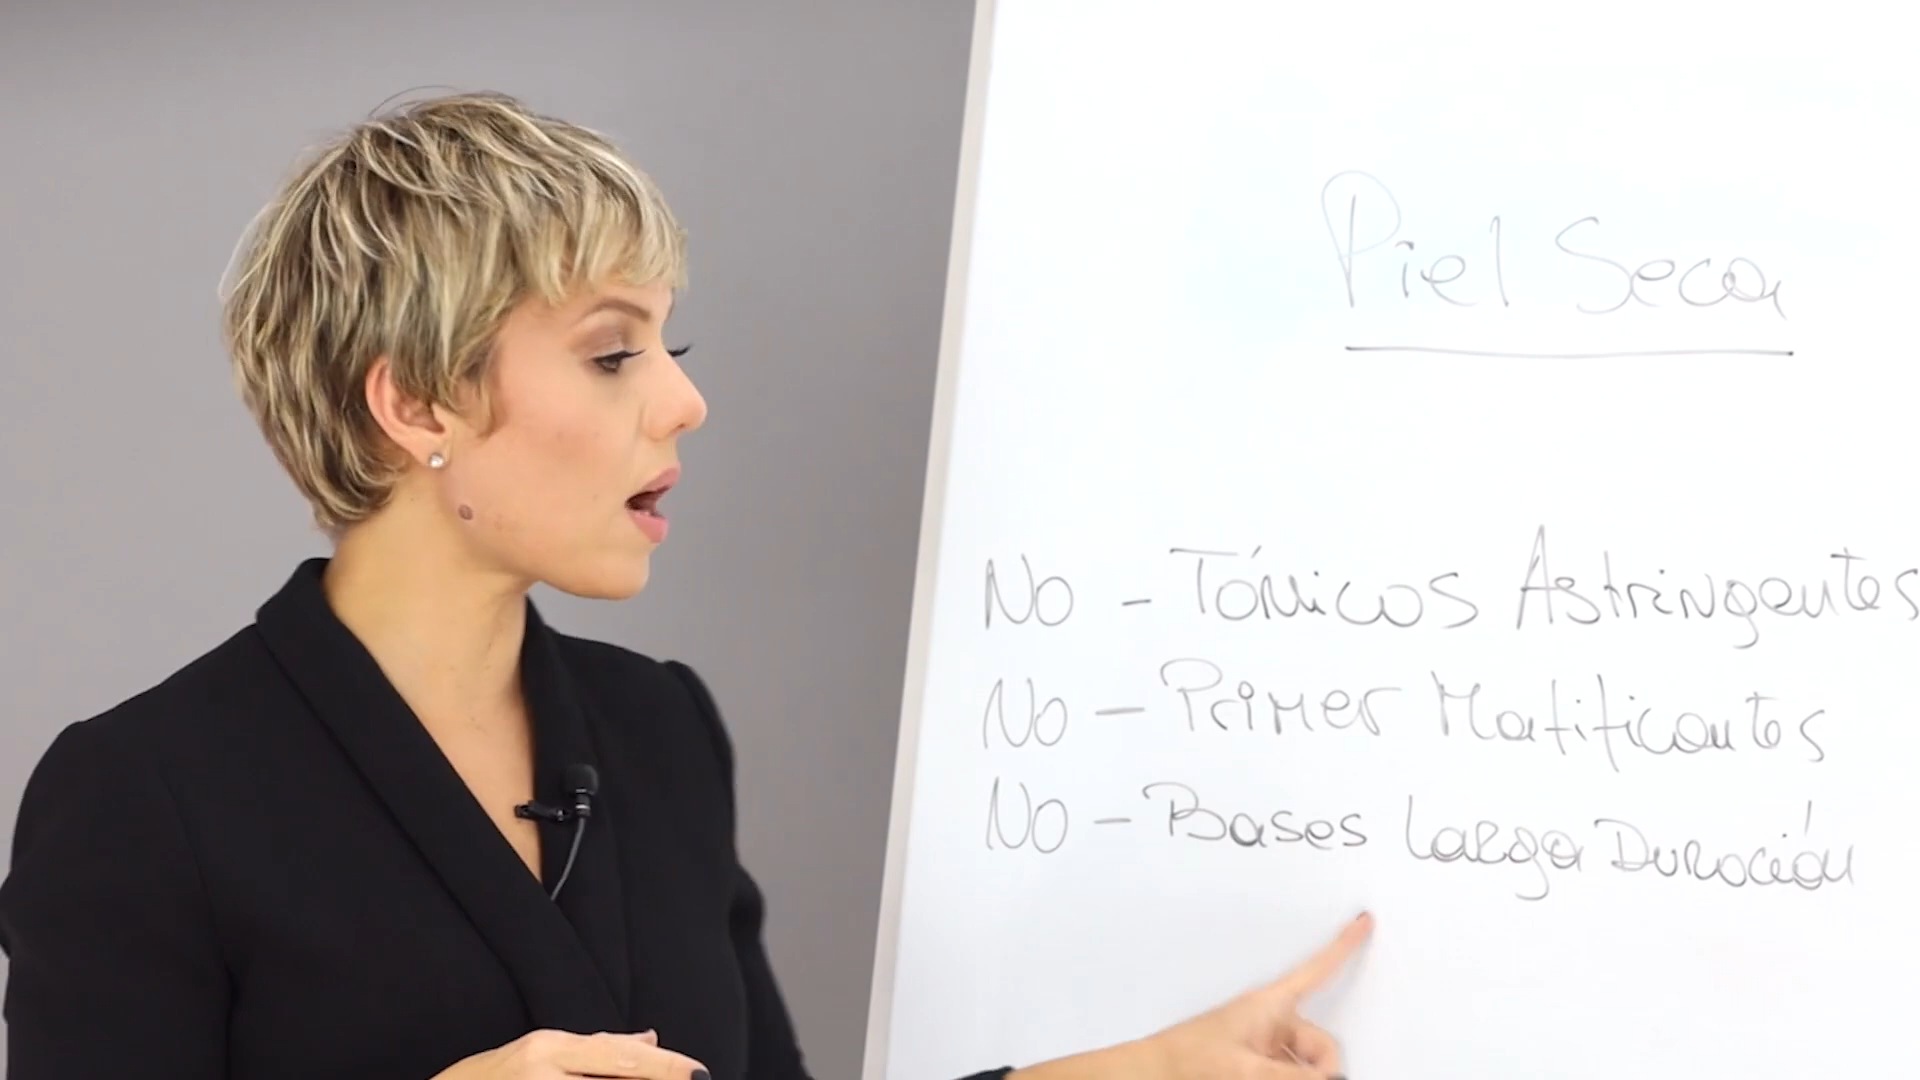 Piel Seca
No - Tónicos Astringentes
No - Primer Matificantes
No - Bases Larga Duración